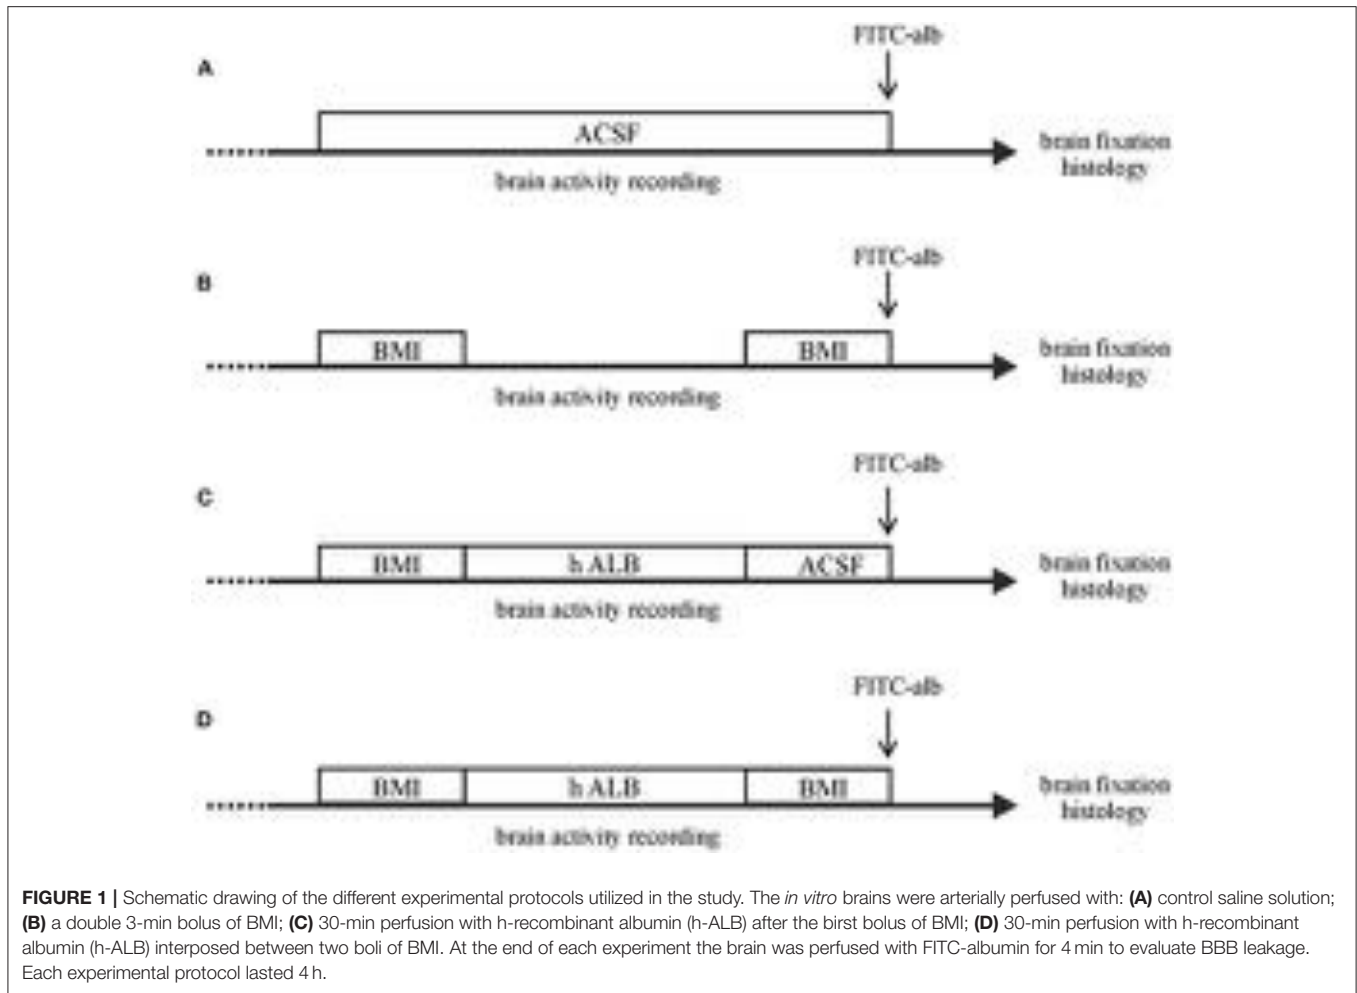 FITC-alb
A
ACSF
brain activity recording
brain fixation
histology
FITC-alb
B
BMI
BMI
brain activity recording
brain fixation
histology
FITC-alb
C
BMI
h ALB
ACSF
brain activity recording
brain fixation
histology
FITC-alb
D
BMI
h ALB
BMI
brain activity recording
brain fixation
histology
FIGURE 1 | Schematic drawing of the different experimental protocols utilized in the study. The in vitro brains were arterially perfused with: (A) control saline solution;
(B) a double 3-min bolus of BMI; (C) 30-min perfusion with h-recombinant albumin (h-ALB) after the birst bolus of BMI; (D) 30-min perfusion with h-recombinant
albumin (h-ALB) interposed between two boli of BMI. At the end of each experiment the brain was perfused with FITC-albumin for 4 min to evaluate BBB leakage.
Each experimental protocol lasted 4 h.